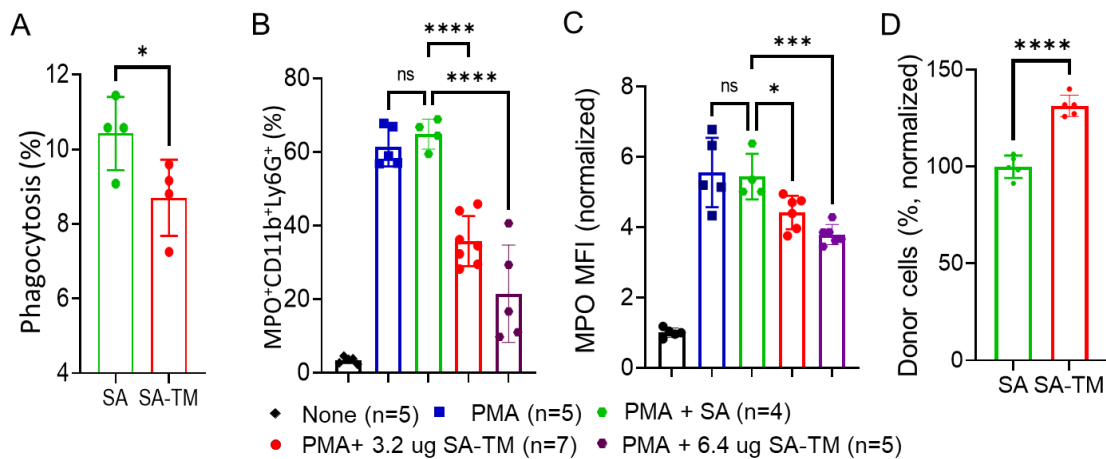 A
Phagocytosis (%)
12
10
8
6
4
*
SA SA-TM
B
MPO⁺CD11b⁺Ly6G⁺ (%)
80
60
40
20
0
ns
****
****
C
MPO MFI (normalized)
8
6
4
2
0
ns
*
***
D
Donor cells (%, normalized)
150
100
50
0
****
SA SA-TM
None (n=5) PMA (n=5) PMA + SA (n=4)
PMA+ 3.2 ug SA-TM (n=7) PMA + 6.4 ug SA-TM (n=5)